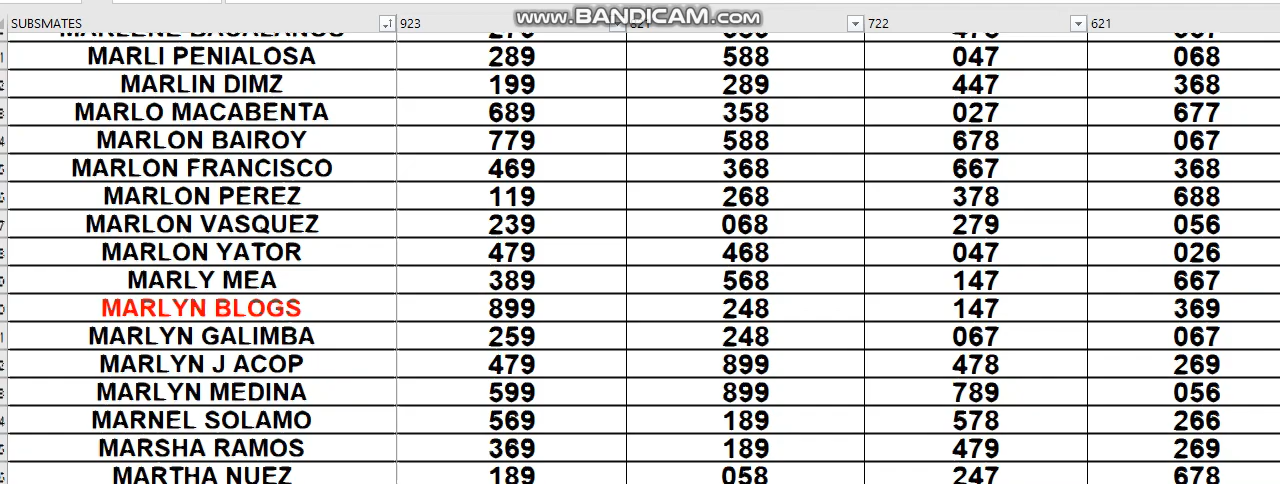 WWW.BANDICAM.COM
SUBSMATES 923 821 722 621
MARLENE BACALANGS
MARLI PENIALOSA 289 588 047 068
MARLIN DIMZ 199 289 447 368
MARLO MACABENTA 689 358 027 677
MARLON BAIROY 779 588 678 067
MARLON FRANCISCO 469 368 667 368
MARLON PEREZ 119 268 378 688
MARLON VASQUEZ 239 068 279 056
MARLON YATOR 479 468 047 026
MARLY MEA 389 568 147 667
MARLYN BLOGS 899 248 147 369
MARLYN GALIMBA 259 248 067 067
MARLYN J ACOP 479 899 478 269
MARLYN MEDINA 599 899 789 056
MARNEL SOLAMO 569 189 578 266
MARSHA RAMOS 369 189 479 269
MARTHA NUEZ 189 058 247 678